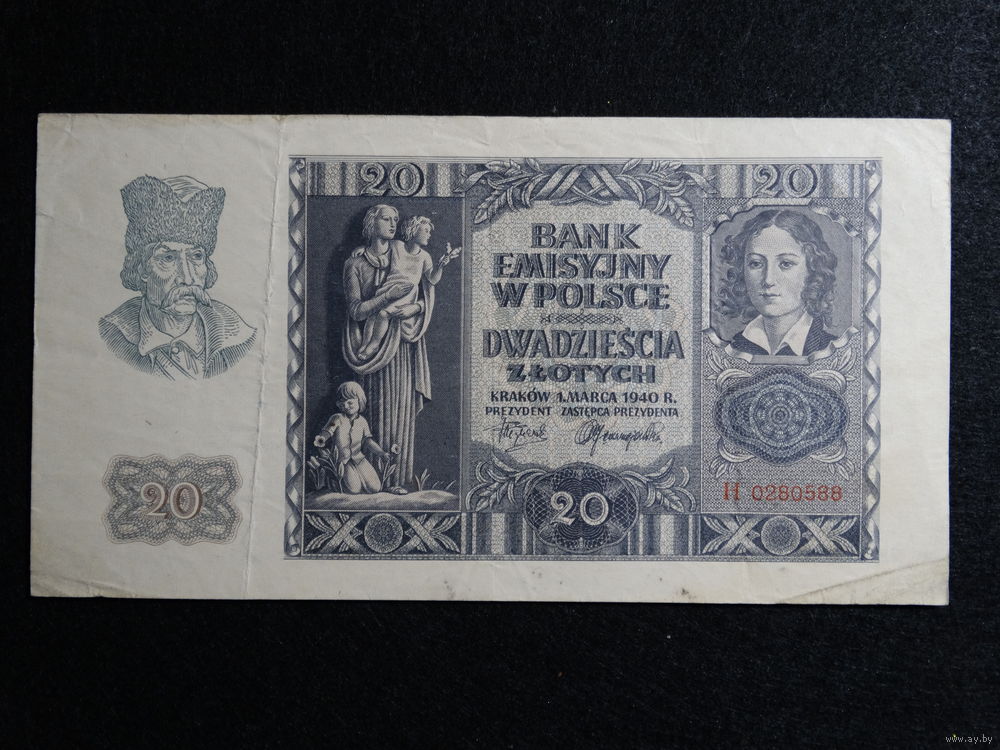 20
20
BANK
EMISYJNY
W POLSCE
DWADZIEŚCIA
ZŁOTYCH
KRAKÓW 1. MARCA 1940 R.
PREZYDENT ZASTĘPCA PREZYDENTA
20
20
H 0280588
www.ay.by